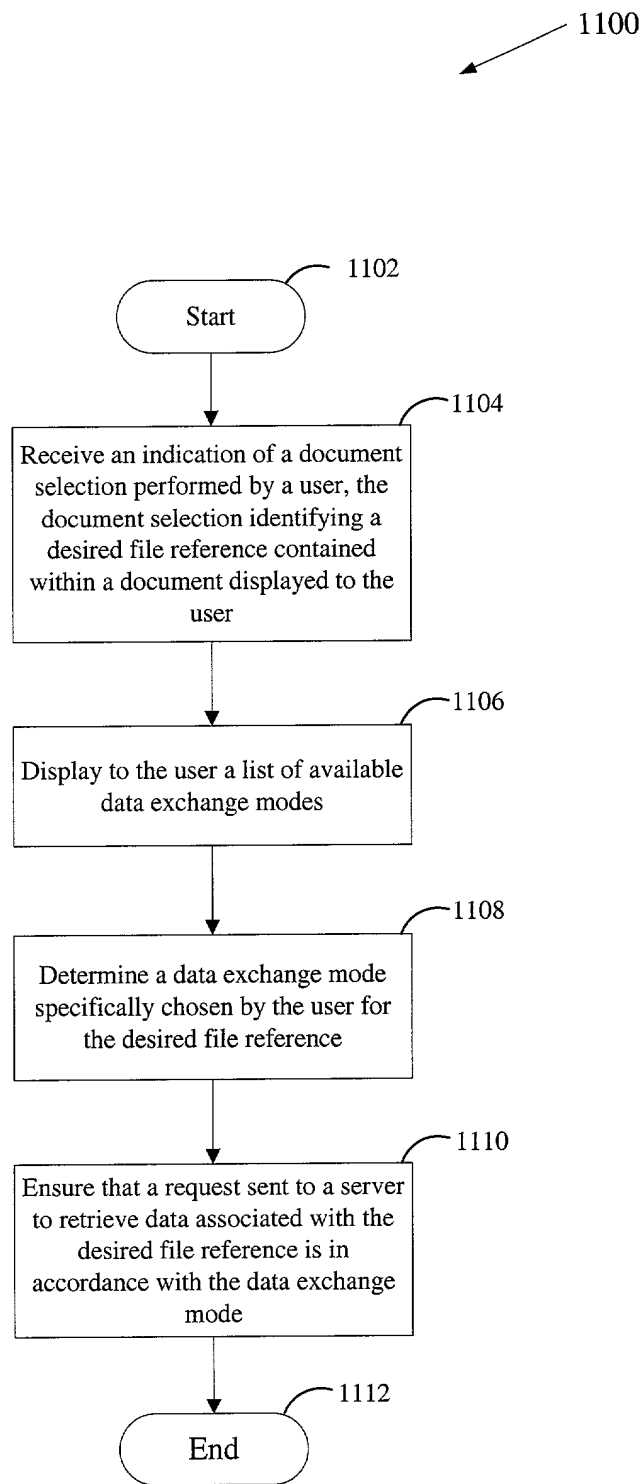 1100
1102
Start
1104
Receive an indication of a document
selection performed by a user, the
document selection identifying a
desired file reference contained
within a document displayed to the
user
1106
Display to the user a list of available
data exchange modes
1108
Determine a data exchange mode
specifically chosen by the user for
the desired file reference
1110
Ensure that a request sent to a server
to retrieve data associated with the
desired file reference is in
accordance with the data exchange
mode
1112
End